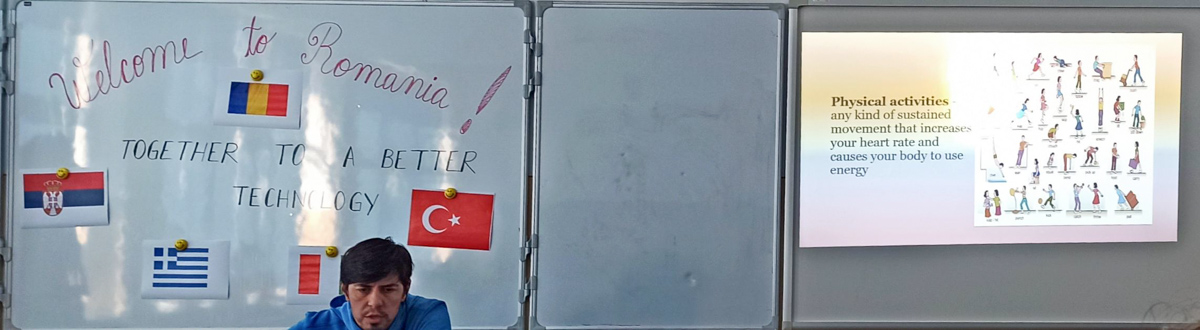 Welcome to Romania!
TOGETHER TO A BETTER
TECHNOLOGY
Physical activities -
any kind of sustained
movement that increases
your heart rate and
causes your body to use
energy